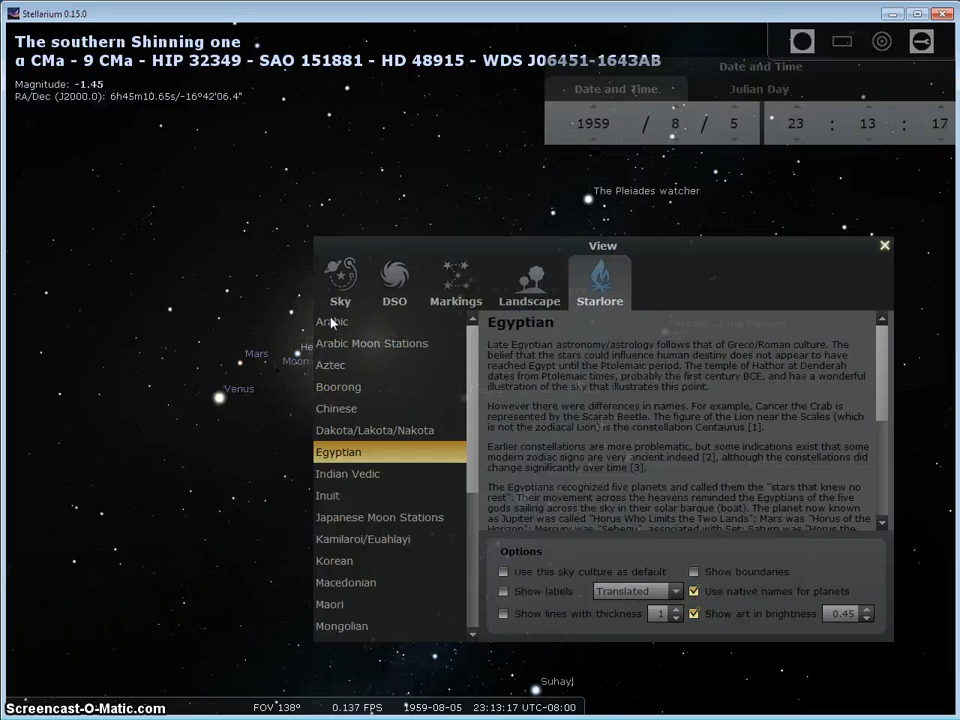 Stellarium 0.15.0
The southern Shinning one
α CMa - 9 CMa - HIP 32349 - SAO 151881 - HD 48915 - WDS J06451-1643AB
Magnitude: -1.45
RA/Dec (J2000.0): 6h45m10.65s/-16°42'06.4"
Date and Time
Date and Time
Julian Day
1959 / 8 / 5 23 : 13 : 17
The Pleiades watcher
Mars
Moon
Venus
View
Sky
DSO
Markings
Landscape
Starlore
Arabic
Arabic Moon Stations
Aztec
Boorong
Chinese
Dakota/Lakota/Nakota
Egyptian
Indian Vedic
Inuit
Japanese Moon Stations
Kamilaroi/Euahlayi
Korean
Macedonian
Maori
Mongolian
Egyptian
Late Egyptian astronomy/astrology follows that of Greco/Roman culture. The
belief that the stars could influence human destiny does not appear to have
reached Egypt until the Ptolemaic period. The temple of Hathor at Denderah
dates from Ptolemaic times, probably the first century BCE, and has a wonderful
illustration of the sky that illustrates this point.
However there were differences in names. For example, Cancer the Crab is
represented by the Scarab Beetle. The figure of the Lion near the Scales (which
is not the zodiacal Lion) is the constellation Centaurus [1].
Earlier constellations are more problematic, but some indications exist that some
modern zodiac signs are very ancient indeed [2], although the constellations did
change significantly over time [3].
The Egyptians recognized five planets and called them the "stars that knew no
rest". Their movement across the heavens reminded the Egyptians of the five
gods sailing across the sky in their solar barque (boat). The planet now known
as Jupiter was called "Horus Who Limits the Two Lands"; Mars was "Horus of the
Horizon"; Mercury was "Sebegu", associated with Set; Saturn was "Horus
Options
Use this sky culture as default
Show boundaries
Show labels
Translated
Use native names for planets
Show lines with thickness 1
Show art in brightness 0.45
Suhayl
FOV 138° 0.137 FPS 1959-08-05 23:13:17 UTC-08:00
Screencast-O-Matic.com